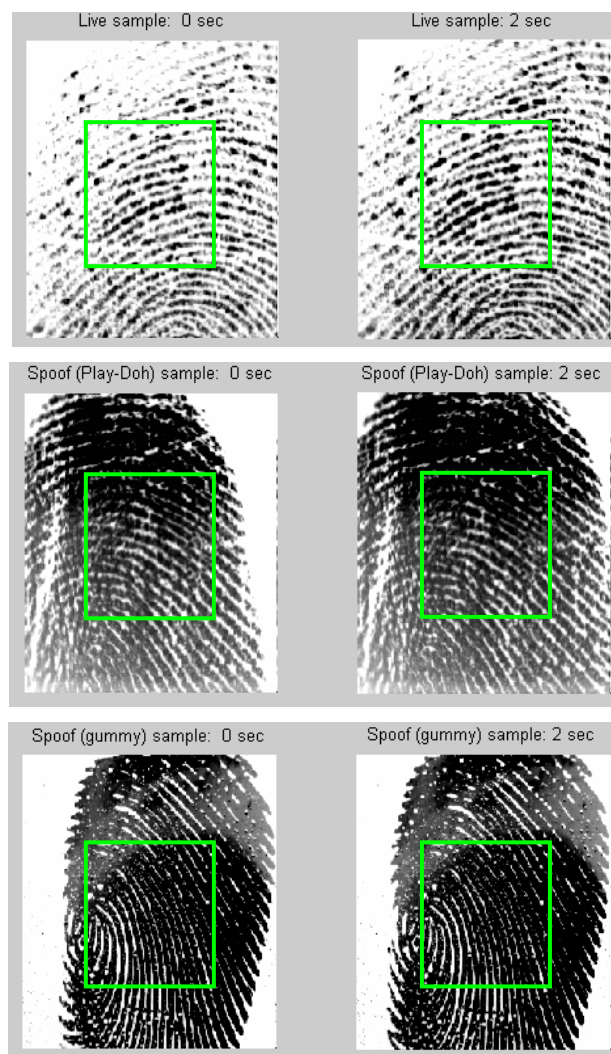 Live sample: 0 sec
Live sample: 2 sec
Spoof (Play-Doh) sample: 0 sec
Spoof (Play-Doh) sample: 2 sec
Spoof (gummy) sample: 0 sec
Spoof (gummy) sample: 2 sec